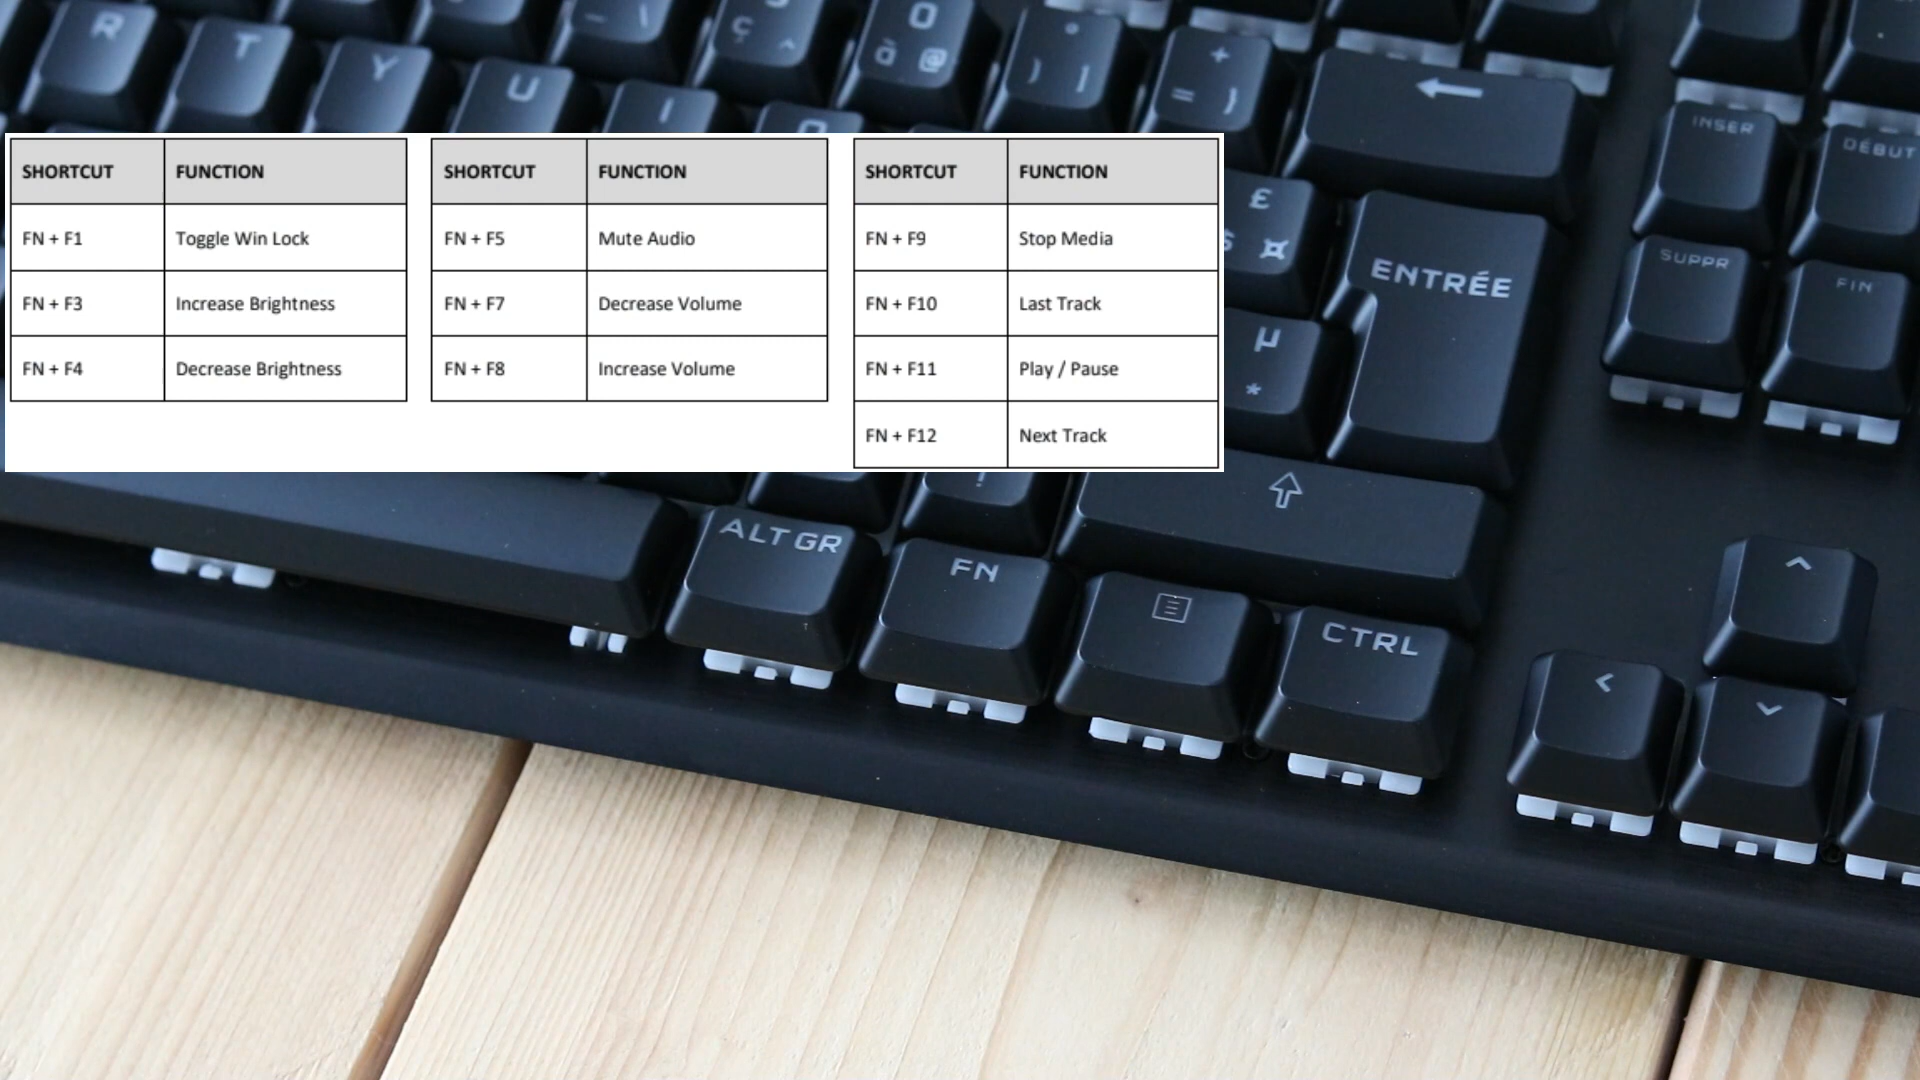 R T Y U I
_ \
ç ^
0
à @
° ) ]
+ = }
INSER
DÉBUT
SHORTCUT FUNCTION
FN + F1 Toggle Win Lock
FN + F3 Increase Brightness
FN + F4 Decrease Brightness
SHORTCUT FUNCTION
FN + F5 Mute Audio
FN + F7 Decrease Volume
FN + F8 Increase Volume
SHORTCUT FUNCTION
FN + F9 Stop Media
FN + F10 Last Track
FN + F11 Play / Pause
FN + F12 Next Track
£
$ ¤
ENTRÉE
SUPPR
FIN
µ
*
ALT GR
FN
CTRL